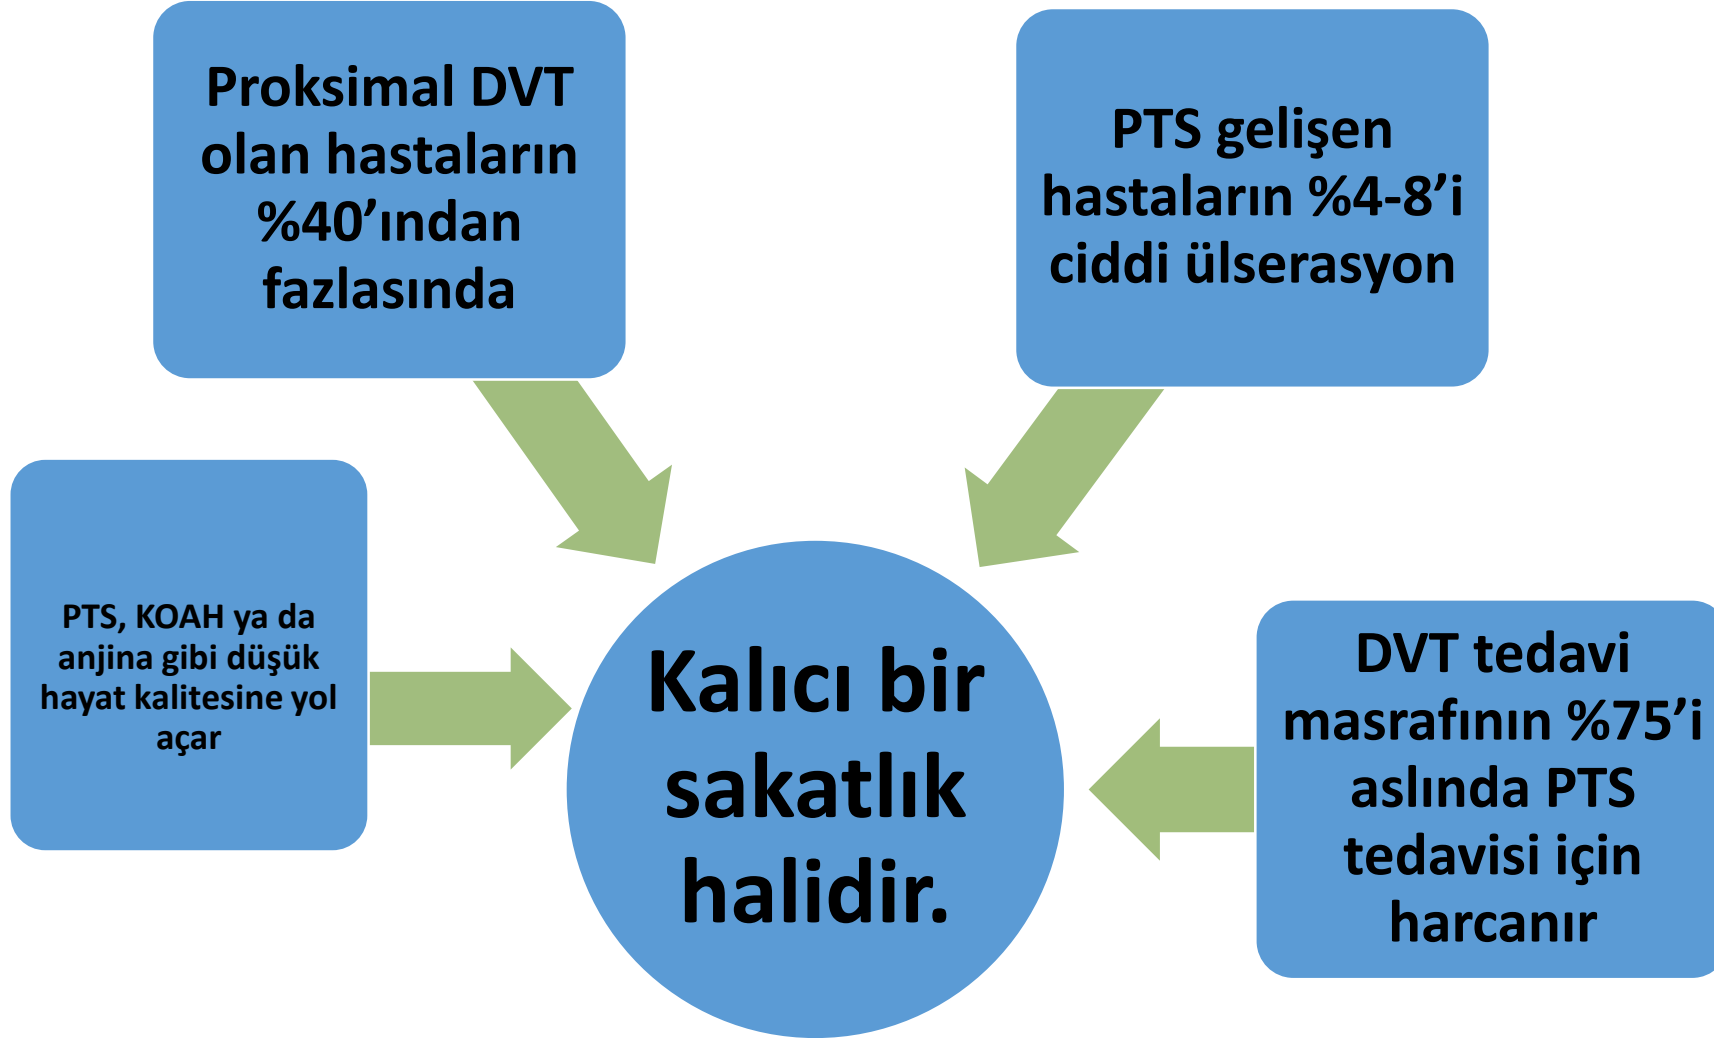 Proksimal DVT
olan hastaların
%40’ından
fazlasında
PTS gelişen
hastaların %4-8’i
ciddi ülserasyon
PTS, KOAH ya da
anjina gibi düşük
hayat kalitesine yol
açar
Kalıcı bir
sakatlık
halidir.
DVT tedavi
masrafının %75’i
aslında PTS
tedavisi için
harcanır